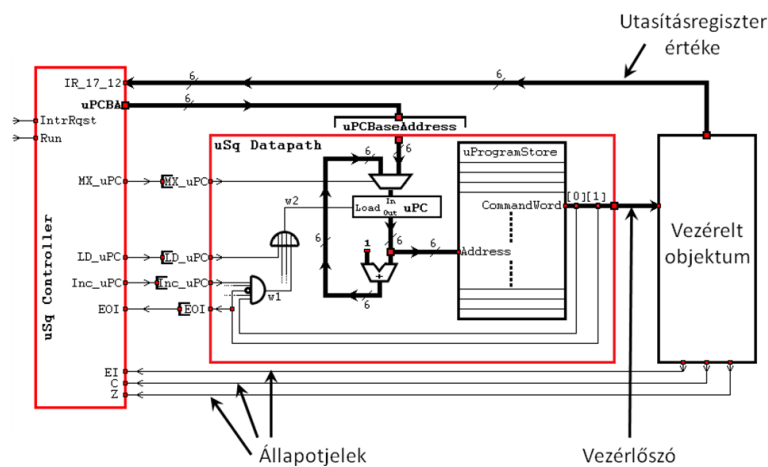 Utasításregiszter
értéke
6
6
IR_17_12
uPCBA
6
IntrRqst
Run
uPCBaseAddress
uSq Datapath
6
6
uProgramStore
MX_uPC
MX_uPC
w2
In
Load
uPC
Out
CommandWord
[0][1]
Vezérelt
objektum
uSq Controller
LD_uPC
LD_uPC
6
1
6
6
Address
+
Inc_uPC
Inc_uPC
w1
6
EOI
EOI
EI
C
Z
Állapotjelek
Vezérlőszó